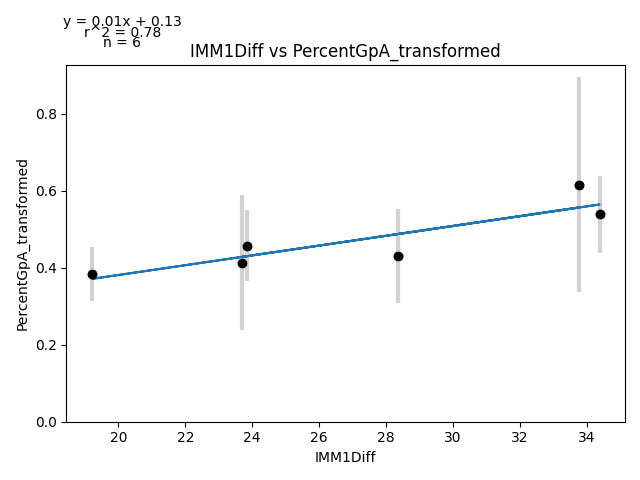 y = 0.01x + 0.13
r^2 = 0.78
n = 6
IMM1Diff vs PercentGpA_transformed
PercentGpA_transformed
0.8
0.6
0.4
0.2
0.0
20 22 24 26 28 30 32 34
IMM1Diff